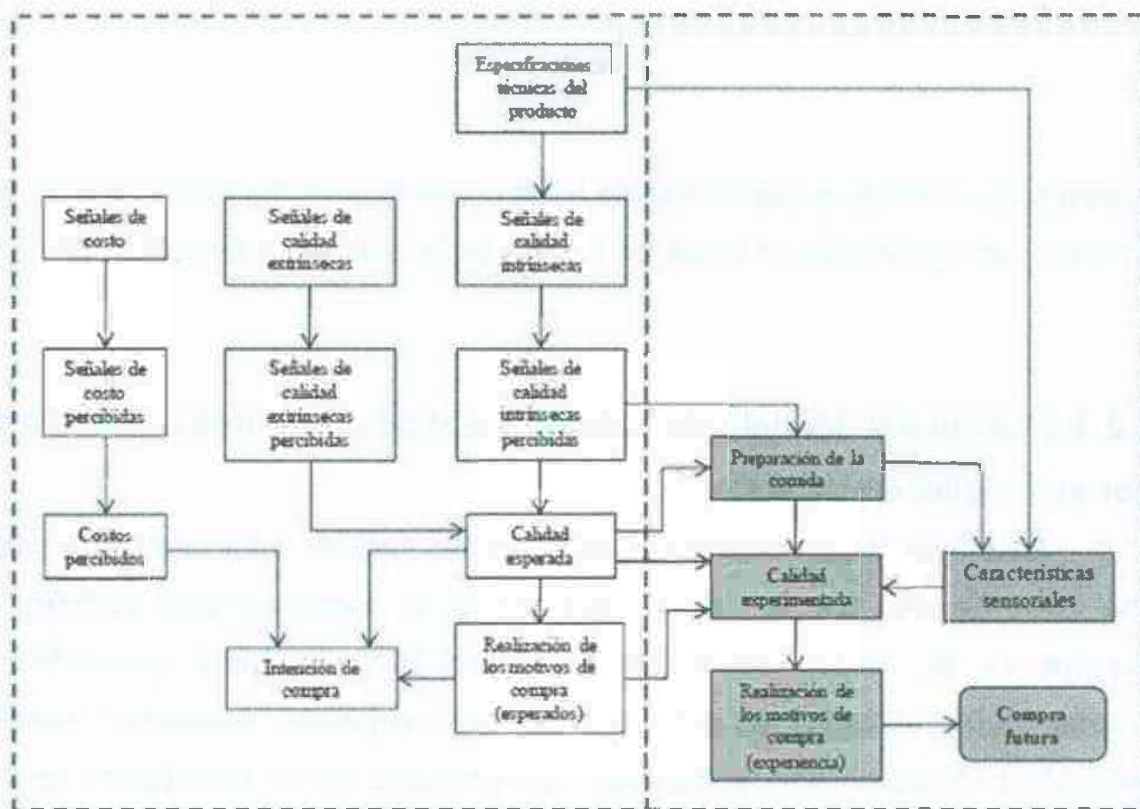 Especificaciones
técnicas del
producto
Señales de
costo
Señales de
calidad
extrínsecas
Señales de
calidad
intrínsecas
Señales de
costo
percibidas
Señales de
calidad
extrínsecas
percibidas
Señales de
calidad
intrínsecas
percibidas
Preparación de la
comida
Costos
percibidos
Calidad
esperada
Calidad
experimentada
Características
sensoriales
Intención de
compra
Realización de
los motivos de
compra
(esperados)
Realización de
los motivos de
compra
(experiencia)
Compra
futura